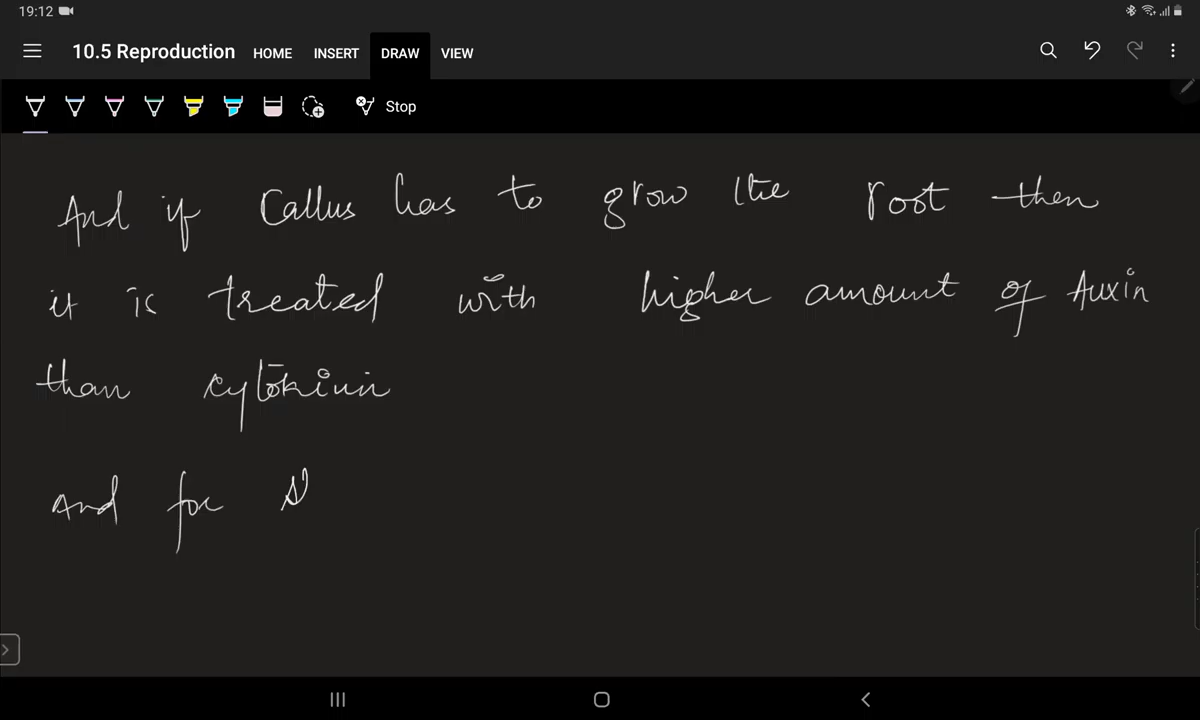 19:12
10.5 Reproduction HOME INSERT DRAW VIEW
Stop
And if Callus has to grow the root then
it is treated with higher amount of Auxin
than cytokinin
And for